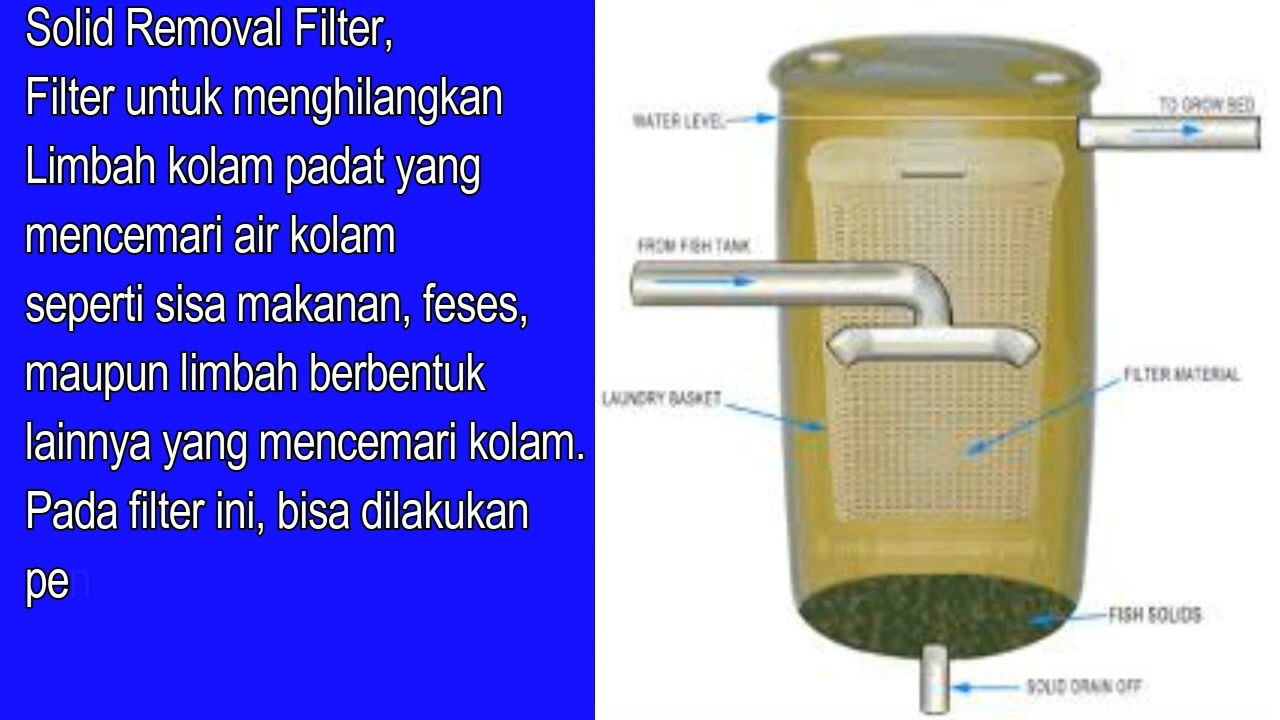 Solid Removal Filter,
Filter untuk menghilangkan
Limbah kolam padat yang
mencemari air kolam
seperti sisa makanan, feses,
maupun limbah berbentuk
lainnya yang mencemari kolam.
Pada filter ini, bisa dilakukan
pen
WATER LEVEL
TO GROW BED
FROM FISH TANK
FILTER MATERIAL
LAUNDRY BASKET
FISH SOLIDS
SOLID DRAIN OFF